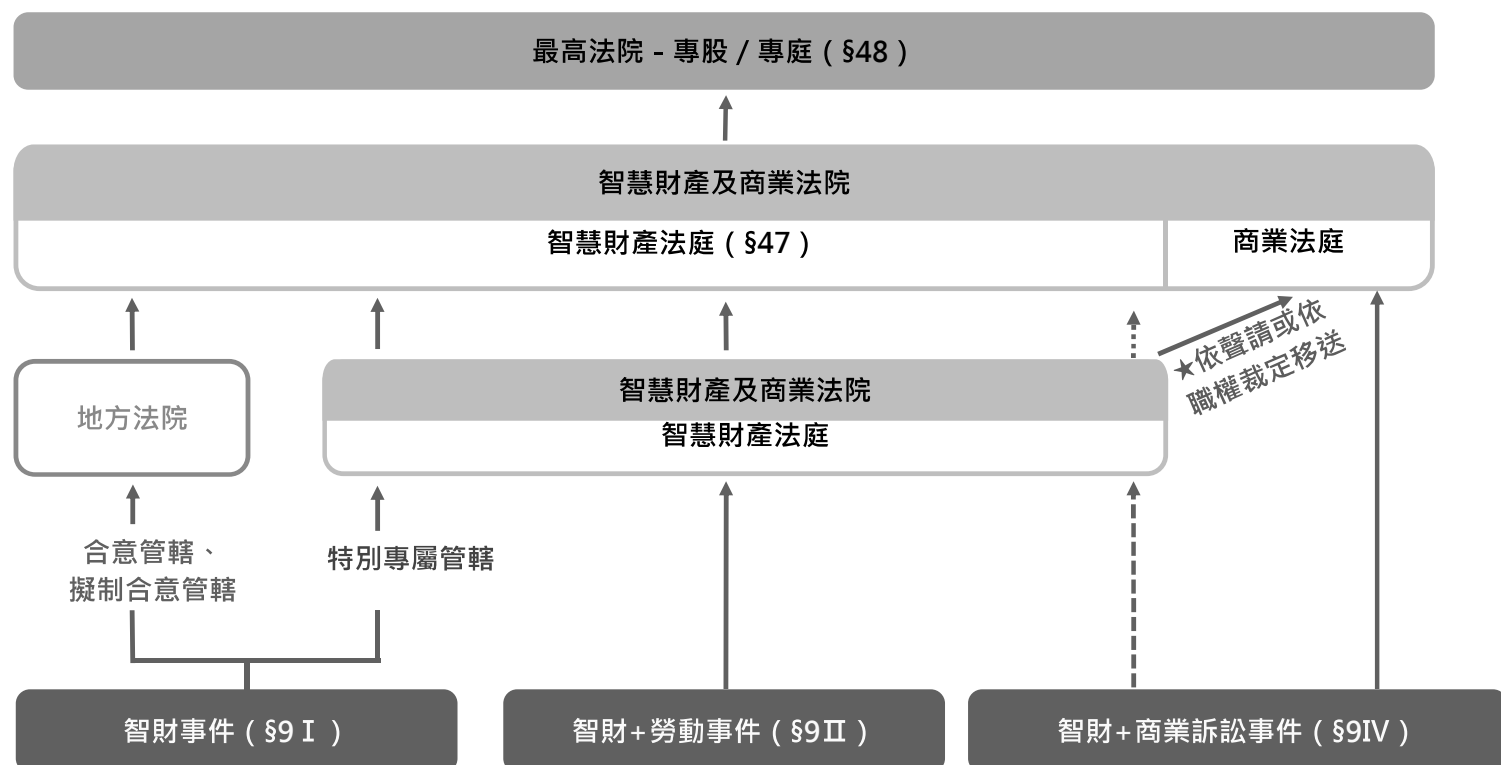 最高法院 - 專股 / 專庭 ( §48 )
智慧財產及商業法院
智慧財產法庭 ( §47 )
商業法庭
★依聲請或依
職權裁定移送
地方法院
智慧財產及商業法院
智慧財產法庭
合意管轄、
擬制合意管轄
特別專屬管轄
智財事件 ( §9Ⅰ )
智財+勞動事件 ( §9Ⅱ )
智財+商業訴訟事件 ( §9Ⅳ )